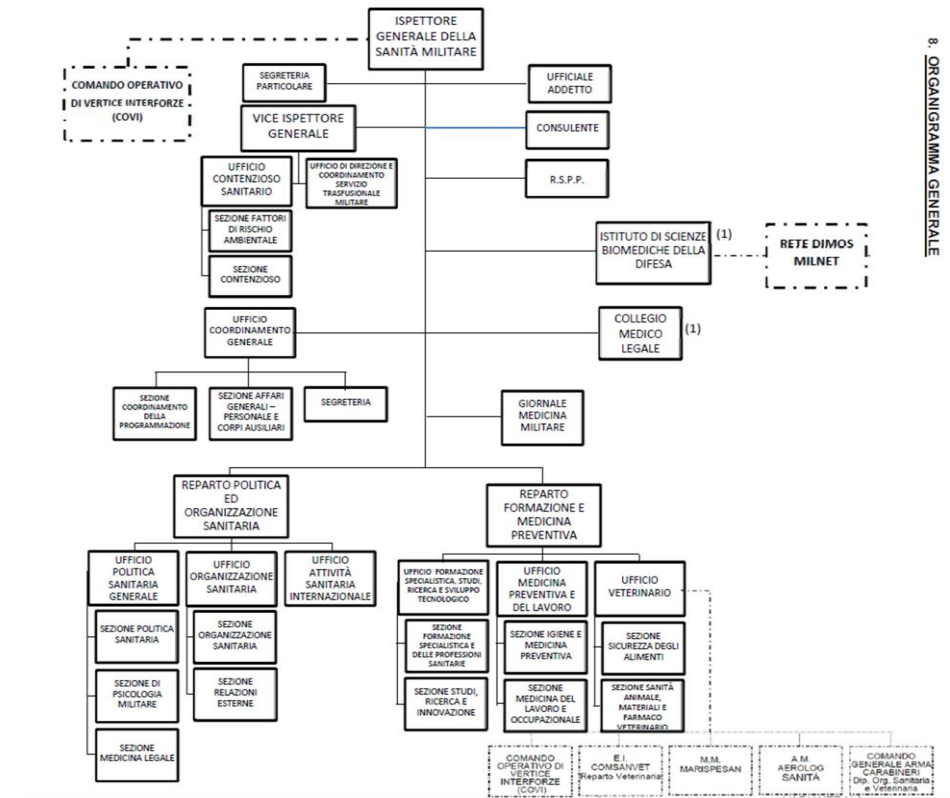 ISPETTORE
GENERALE DELLA
SANITÀ MILITARE
8. ORGANIGRAMMA GENERALE
COMANDO OPERATIVO
DI VERTICE INTERFORZE
(COVI)
SEGRETERIA
PARTICOLARE
UFFICIALE
ADDETTO
VICE ISPETTORE
GENERALE
CONSULENTE
UFFICIO
CONTENZIOSO
SANITARIO
UFFICIO DI DIREZIONE E
COORDINAMENTO
SERVIZIO
TRASFUSIONALE
MILITARE
R.S.P.P.
SEZIONE FATTORI
DI RISCHIO
AMBIENTALE
SEZIONE
CONTENZIOSO
ISTITUTO DI SCIENZE
BIOMEDICHE DELLA
DIFESA
(1)
RETE DIMOS
MILNET
UFFICIO
COORDINAMENTO
GENERALE
COLLEGIO
MEDICO
LEGALE
(1)
SEZIONE
COORDINAMENTO
DELLA
PROGRAMMAZIONE
SEZIONE AFFARI
GENERALI –
PERSONALE E
CORPI AUSILIARI
SEGRETERIA
GIORNALE
MEDICINA
MILITARE
REPARTO POLITICA
ED
ORGANIZZAZIONE
SANITARIA
REPARTO
FORMAZIONE E
MEDICINA
PREVENTIVA
UFFICIO
POLITICA
SANITARIA
GENERALE
UFFICIO
ORGANIZZAZIONE
SANITARIA
UFFICIO
ATTIVITÀ
SANITARIA
INTERNAZIONALE
UFFICIO FORMAZIONE
SPECIALISTICA, STUDI,
RICERCA E SVILUPPO
TECNOLOGICO
UFFICIO
MEDICINA
PREVENTIVA E
DEL LAVORO
UFFICIO
VETERINARIO
SEZIONE POLITICA
SANITARIA
SEZIONE
ORGANIZZAZIONE
SANITARIA
SEZIONE
FORMAZIONE
SPECIALISTICA E
DELLE PROFESSIONI
SANITARIE
SEZIONE IGIENE E
MEDICINA
PREVENTIVA
SEZIONE
SICUREZZA DEGLI
ALIMENTI
SEZIONE DI
PSICOLOGIA
MILITARE
SEZIONE
RELAZIONI
ESTERNE
SEZIONE STUDI,
RICERCA E
INNOVAZIONE
SEZIONE
MEDICINA DEL
LAVORO E
OCCUPAZIONALE
SEZIONE SANITÀ
ANIMALE,
MATERIALI E
FARMACO
VETERINARIO
SEZIONE
MEDICINA LEGALE
COMANDO
OPERATIVO DI
VERTICE
INTERFORZE
(COVI)
E.I.
COMSANVET
Reparto Veterinaria
M.M.
MARISPESAN
A.M.
AEROLOG
SANITÀ
COMANDO
GENERALE ARMA
CARABINERI
Dip. Org. Sanitaria
e Veterinaria